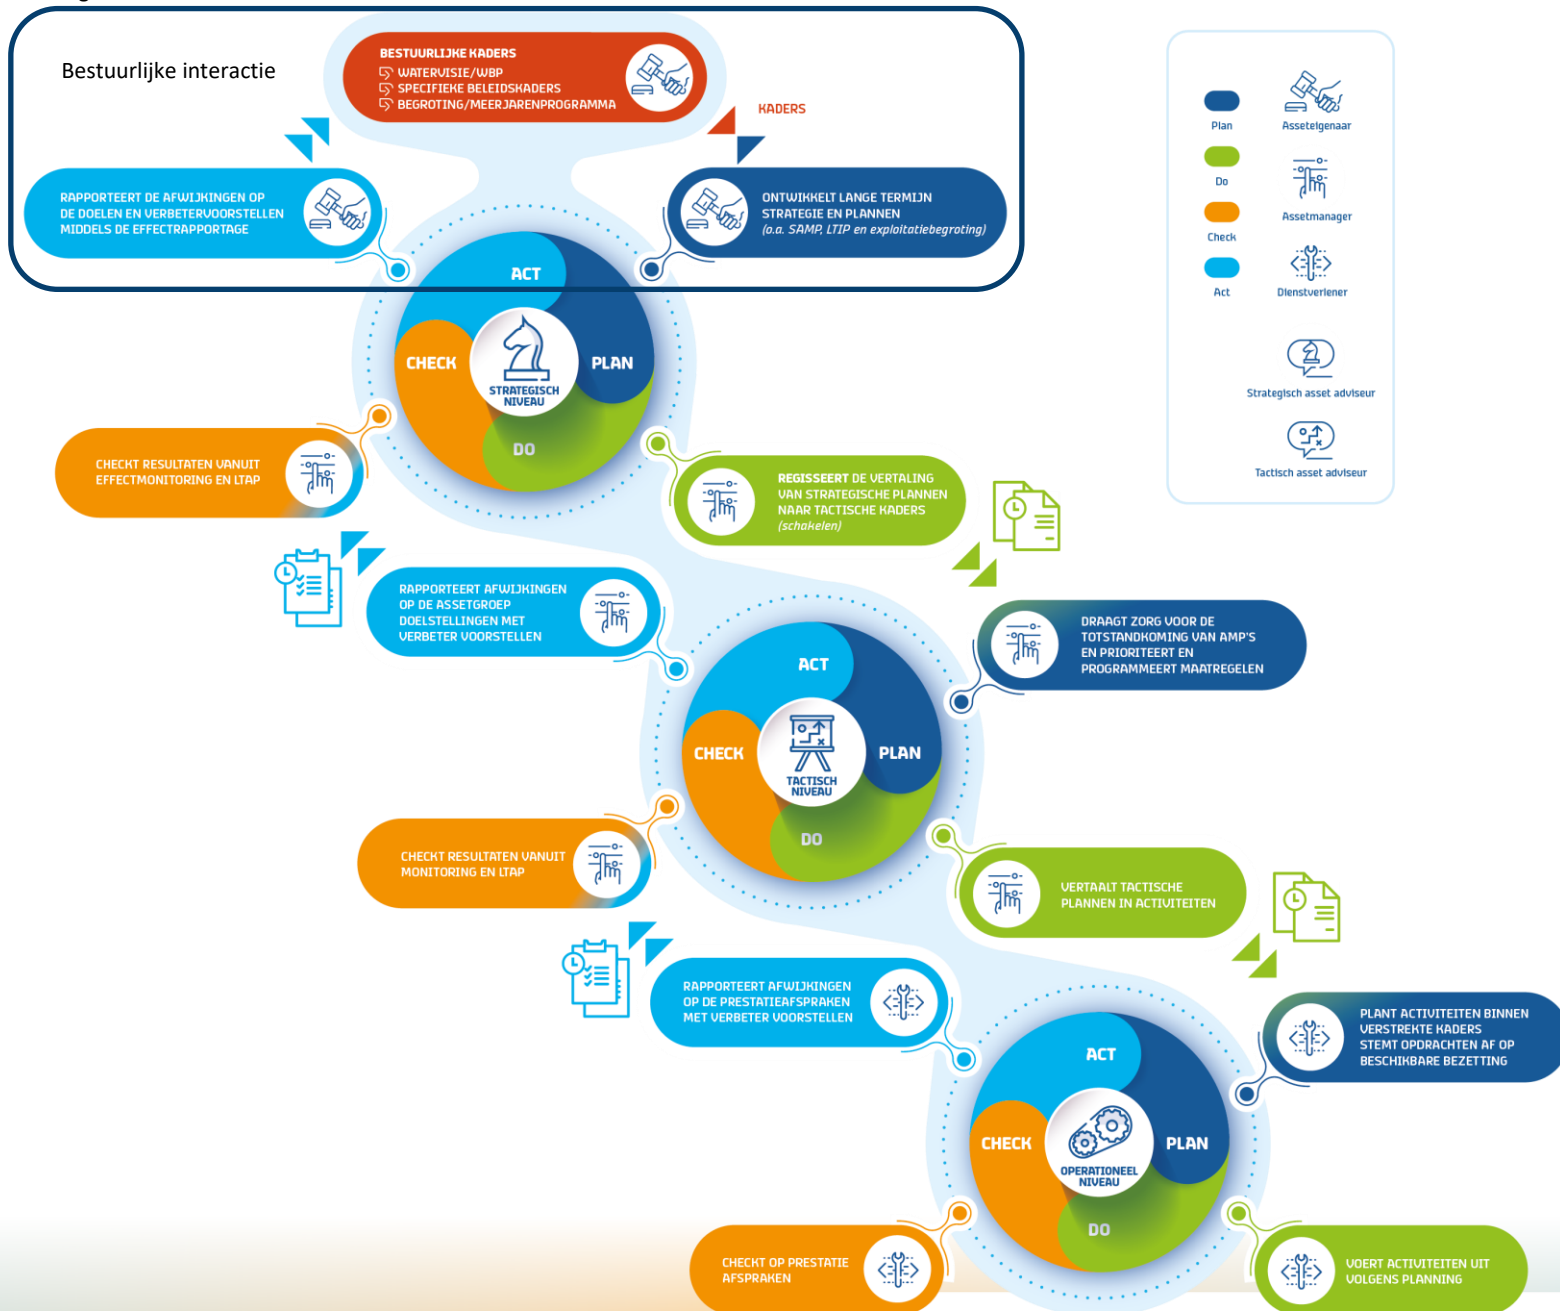 Bestuurlijke interactie
BESTUURLIJKE KADERS
WATERVISIE/WBP
SPECIFIEKE BELEIDSKADERS
BEGROTING/MEERJARENPROGRAMMA
KADERS
RAPPORTEERT DE AFWIJKINGEN OP
DE DOELEN EN VERBETERVOORSTELLEN
MIDDELS DE EFFECTRAPPORTAGE
ONTWIKKELT LANGE TERMIJN
STRATEGIE EN PLANNEN
(o.a. SAMP, LTIP en exploitatiebegroting)
ACT
CHECK
PLAN
STRATEGISCH
NIVEAU
DO
CHECKT RESULTATEN VANUIT
EFFECTMONITORING EN LTAP
REGISSEERT DE VERTALING
VAN STRATEGISCHE PLANNEN
NAAR TACTISCHE KADERS
(schakelen)
RAPPORTEERT AFWIJKINGEN
OP DE ASSETGROEP
DOELSTELLINGEN MET
VERBETER VOORSTELLEN
DRAAGT ZORG VOOR DE
TOTSTANDKOMING VAN AMP'S
EN PRIORITEERT EN
PROGRAMMEERT MAATREGELEN
ACT
CHECK
PLAN
TACTISCH
NIVEAU
DO
CHECKT RESULTATEN VANUIT
MONITORING EN LTAP
VERTAALT TACTISCHE
PLANNEN IN ACTIVITEITEN
RAPPORTEERT AFWIJKINGEN
OP DE PRESTATIEAFSPRAKEN
MET VERBETER VOORSTELLEN
PLANT ACTIVITEITEN BINNEN
VERSTREKTE KADERS
STEMT OPDRACHTEN AF OP
BESCHIKBARE BEZETTING
ACT
CHECK
PLAN
OPERATIONEEL
NIVEAU
DO
CHECKT OP PRESTATIE
AFSPRAKEN
VOERT ACTIVITEITEN UIT
VOLGENS PLANNING
Plan
Asseteigenaar
Do
Assetmanager
Check
Act
Dienstverlener
Strategisch asset adviseur
Tactisch asset adviseur